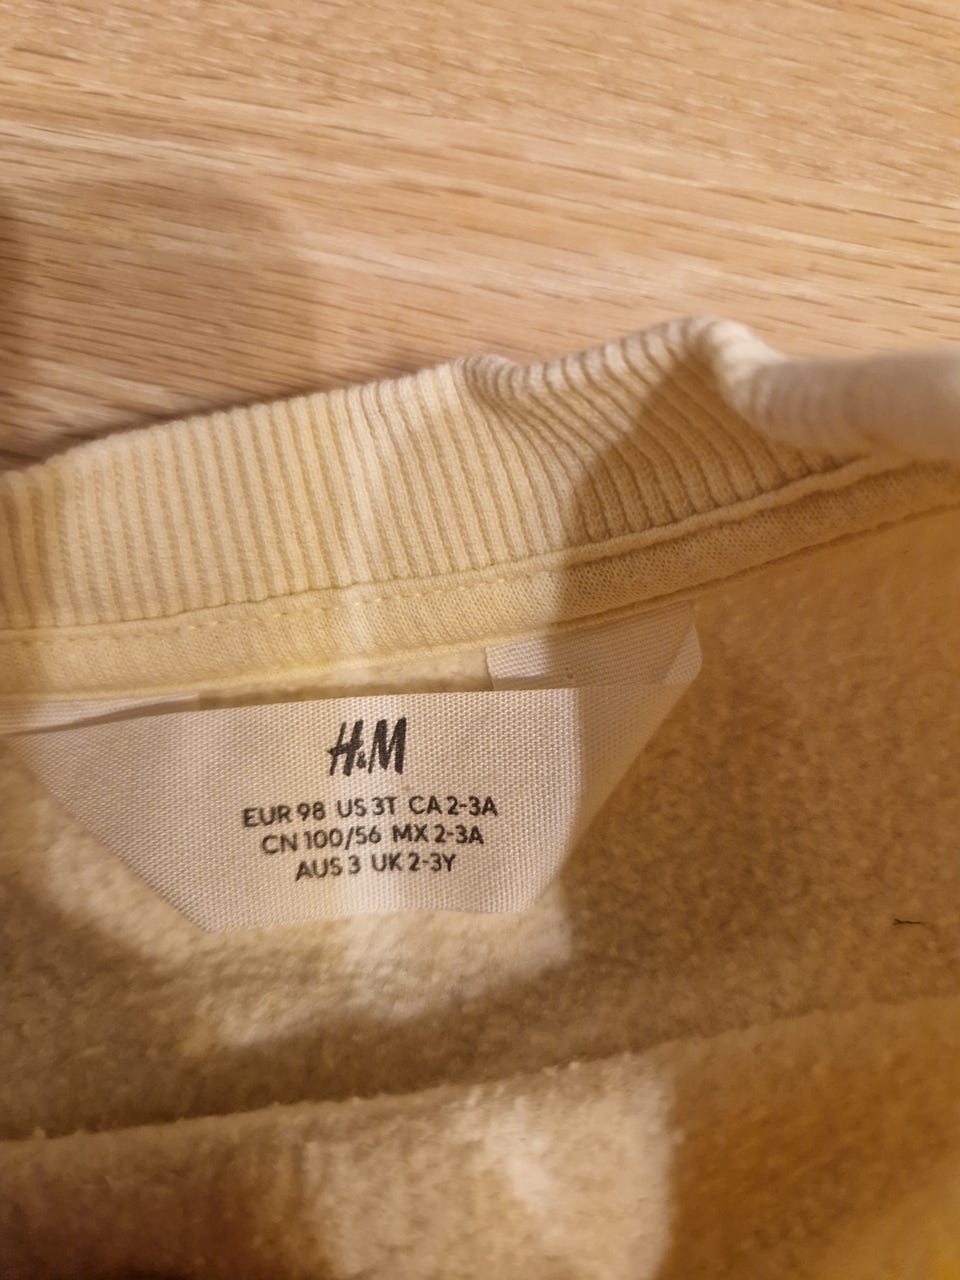 H&M
EUR 98 US 3T CA 2-3A
CN 100/56 MX 2-3A
AUS 3 UK 2-3Y